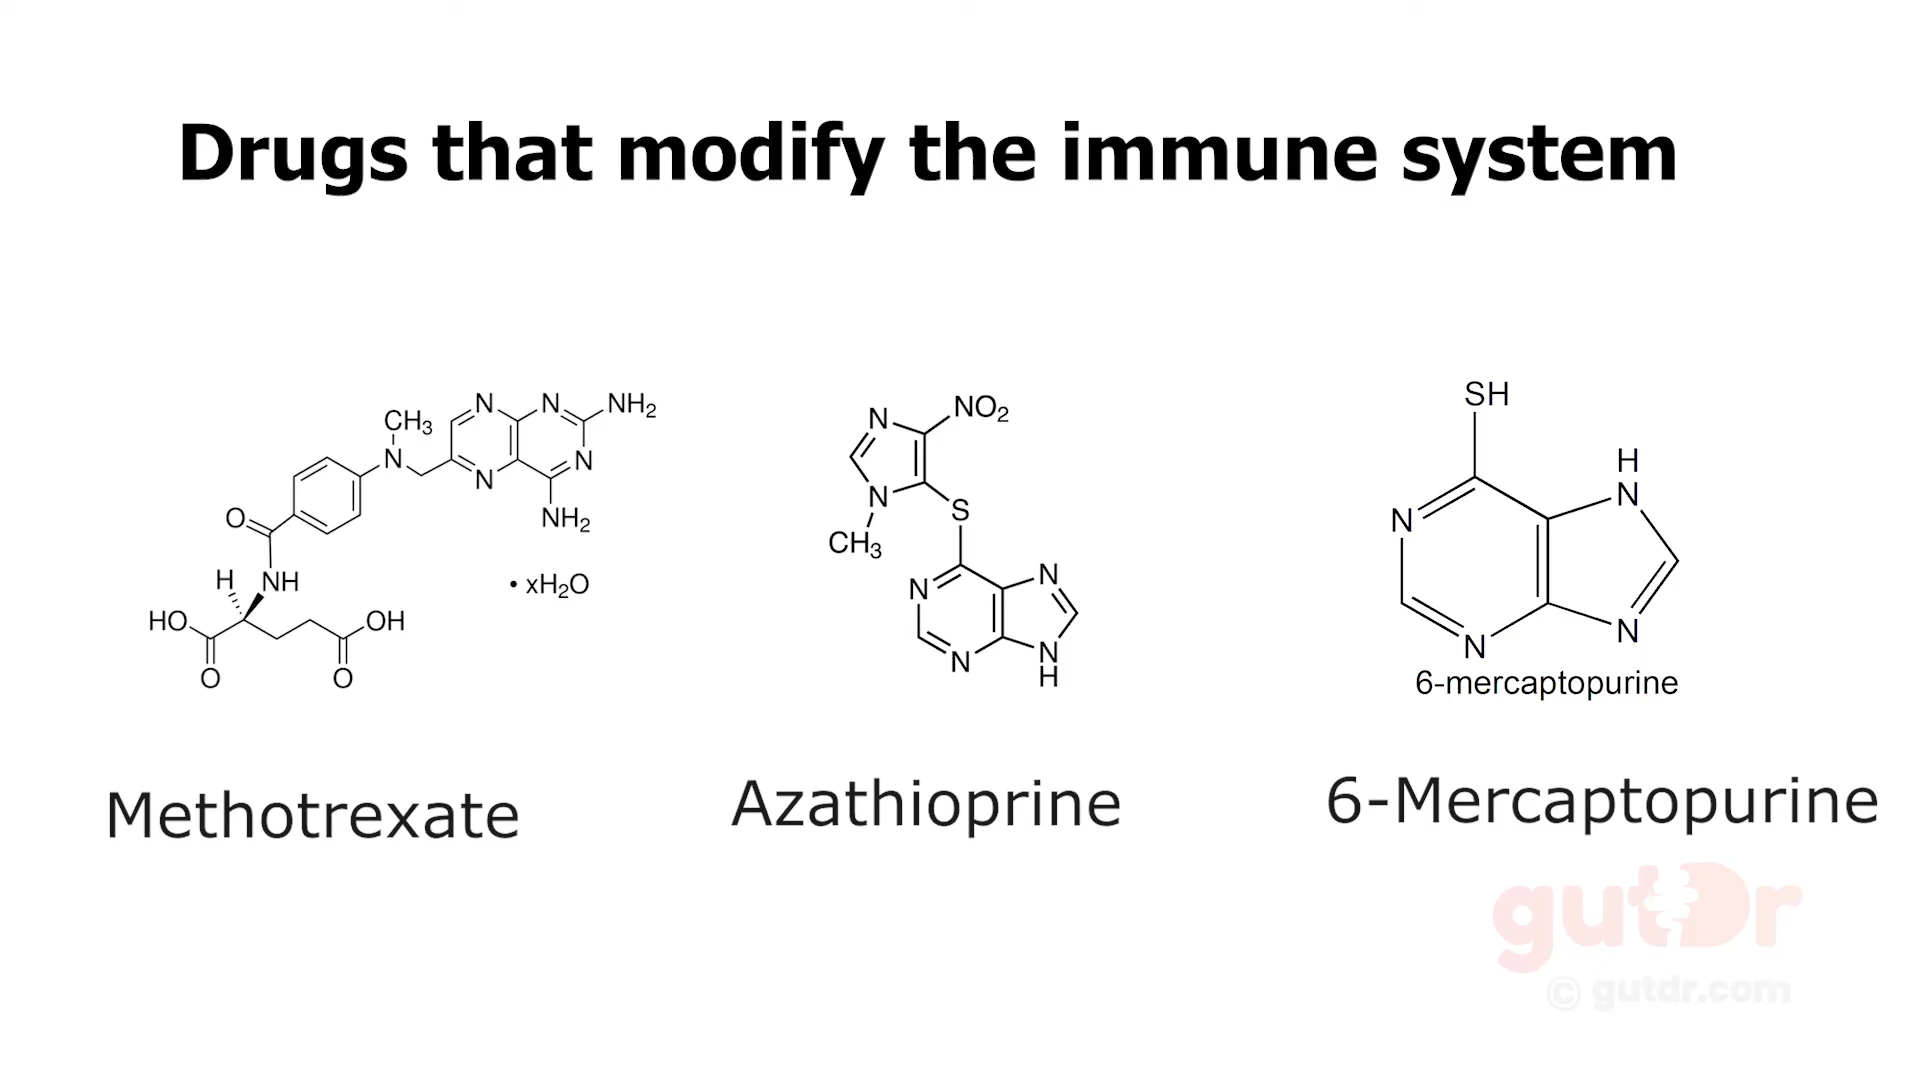 Drugs that modify the immune system
N
N
NH₂
CH₃
N
N
N
NH₂
O
H
NH
• xH₂O
HO
OH
O
O
N
NO₂
N
S
CH₃
N
N
N
N
H
SH
H
N
N
N
N
6-mercaptopurine
Methotrexate
Azathioprine
6-Mercaptopurine
gutDr
© gutdr.com